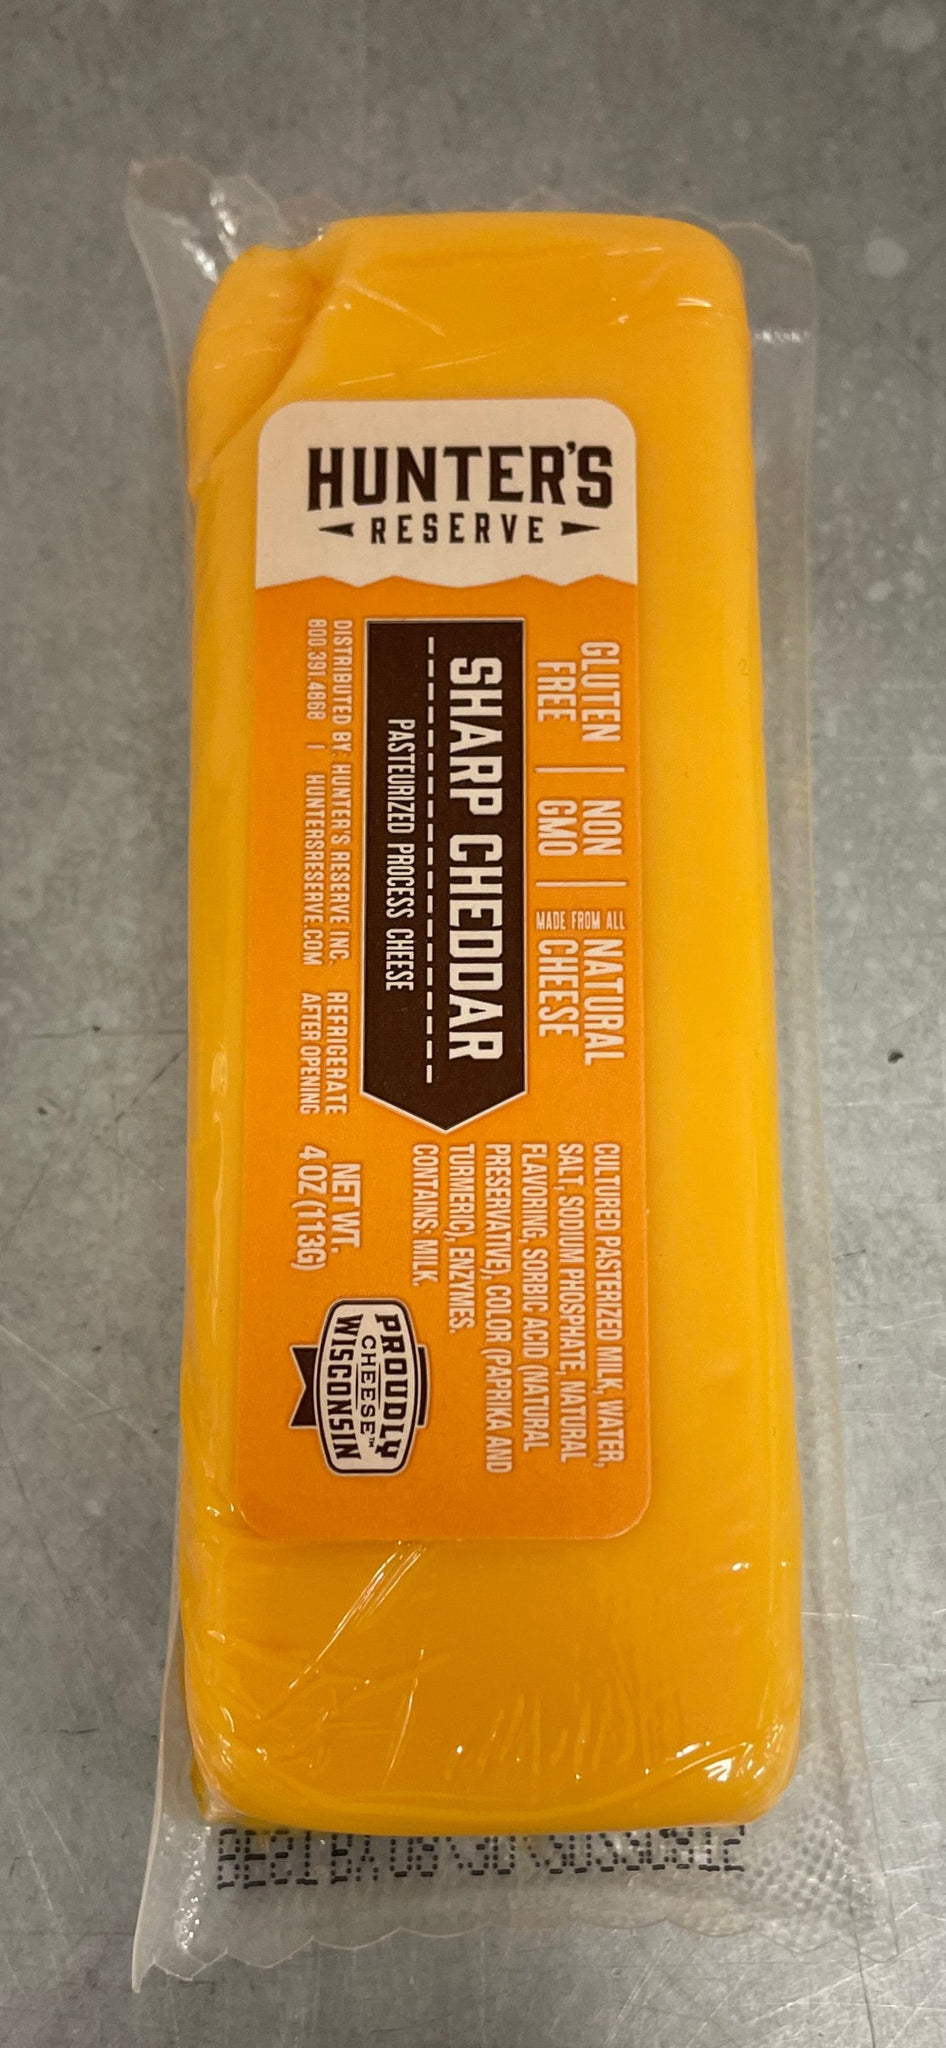 HUNTER'S
RESERVE
GLUTEN
FREE
NON
GMO
MADE FROM ALL
NATURAL
CHEESE
SHARP CHEDDAR
PASTEURIZED PROCESS CHEESE
DISTRIBUTED BY: HUNTER'S RESERVE INC.
800.391.4868 | HUNTERSRESERVE.COM
REFRIGERATE
AFTER OPENING
CULTURED PASTERIZED MILK, WATER,
SALT, SODIUM PHOSPHATE, NATURAL
FLAVORING, SORBIC ACID (NATURAL
PRESERVATIVE), COLOR (PAPRIKA AND
TURMERIC), ENZYMES.
CONTAINS: MILK.
NET WT.
4 OZ (113G)
PROUDLY
CHEESE™
WISCONSIN